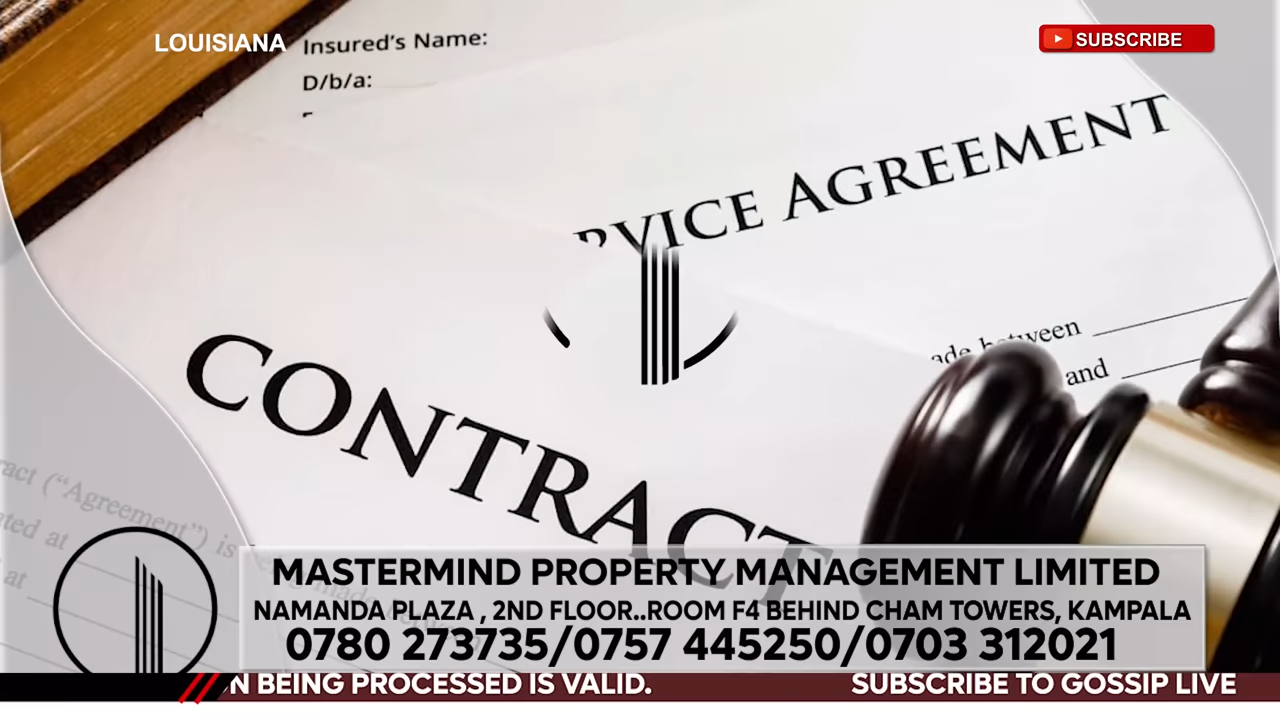 LOUISIANA
SUBSCRIBE
Insured's Name:
D/b/a:
RVICE AGREEMENT
ade between
and
CONTRACT
ract ("Agreement") is
ated at
at
MASTERMIND PROPERTY MANAGEMENT LIMITED
NAMANDA PLAZA , 2ND FLOOR..ROOM F4 BEHIND CHAM TOWERS, KAMPALA
0780 273735/0757 445250/0703 312021
N BEING PROCESSED IS VALID. SUBSCRIBE TO GOSSIP LIVE